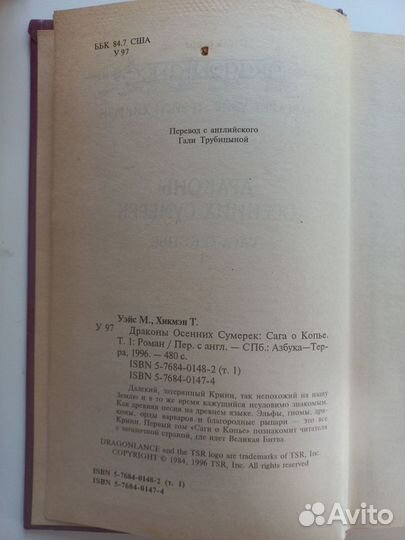 ББК 84.7 США
У 97
Перевод с английского
Гали Трубицыной
Уэйс М., Хикмэн Т.
У 97 Драконы Осенних Сумерек: Сага о Копье.
Т. 1: Роман / Пер. с англ. — СПб.: Азбука—Тер-
ра, 1996. — 480 с.
ISBN 5-7684-0148-2 (т. 1)
ISBN 5-7684-0147-4
Далекий, затерянный Кринн, так непохожий на нашу
Землю и в то же время кажущийся неуловимо знакомым.
Как древняя песня на древнем языке. Эльфы, гномы, дра-
коны, орды варваров и благородные рыцари — это все
Кринн. Первый том «Саги о Копье» познакомит читателя
с загадочной страной, где идет Великая Битва.
DRAGONLANCE and the TSR logo are trademarks of TSR, Inc.
COPYRIGHT © 1984, 1996 TSR, Inc. All rights reserved
ISBN 5-7684-0148-2 (т. 1)
ISBN 5-7684-0147-4
Avito